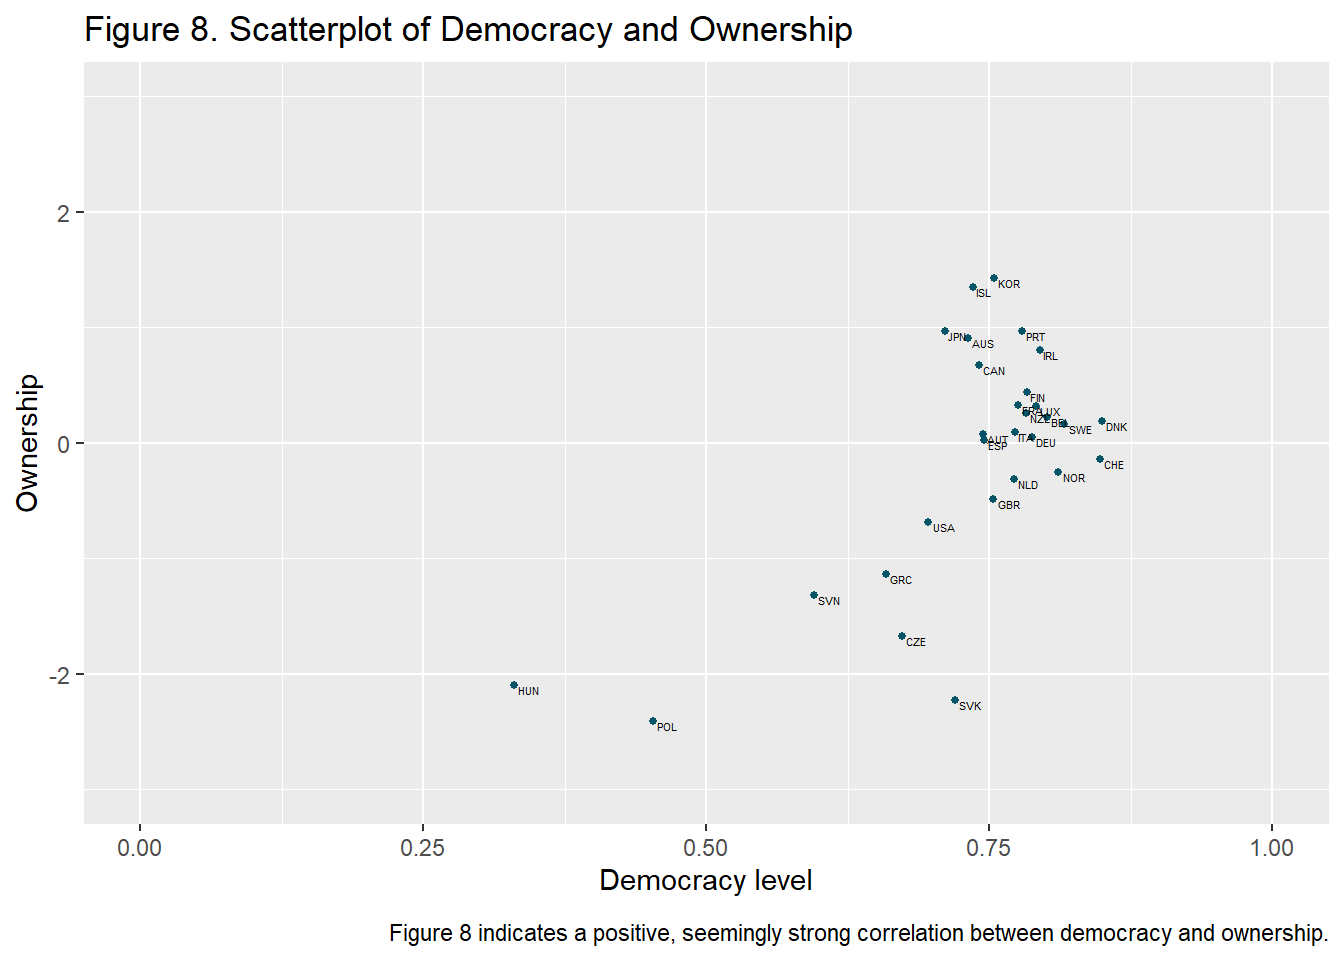 Figure 8. Scatterplot of Democracy and Ownership
2
0
-2
Ownership
KOR
ISL
JPN
AUS
PRT
IRL
CAN
FIN
FRA
LUX
NZL
BEL
SWE
DNK
AUT
ESP
ITA
DEU
CHE
NOR
NLD
GBR
USA
GRC
SVN
CZE
HUN
SVK
POL
0.00 0.25 0.50 0.75 1.00
Democracy level
Figure 8 indicates a positive, seemingly strong correlation between democracy and ownership.